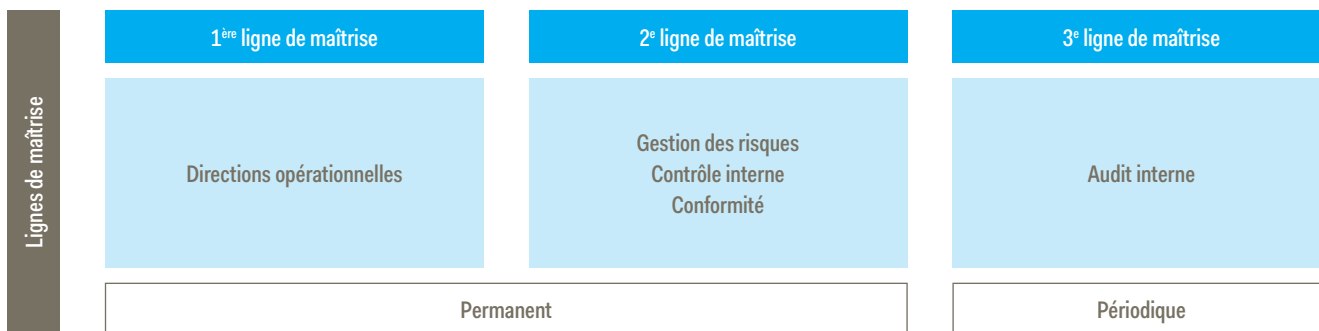 Lignes de maîtrise
1ère ligne de maîtrise
2e ligne de maîtrise
3e ligne de maîtrise
Directions opérationnelles
Gestion des risques
Contrôle interne
Conformité
Audit interne
Permanent
Périodique